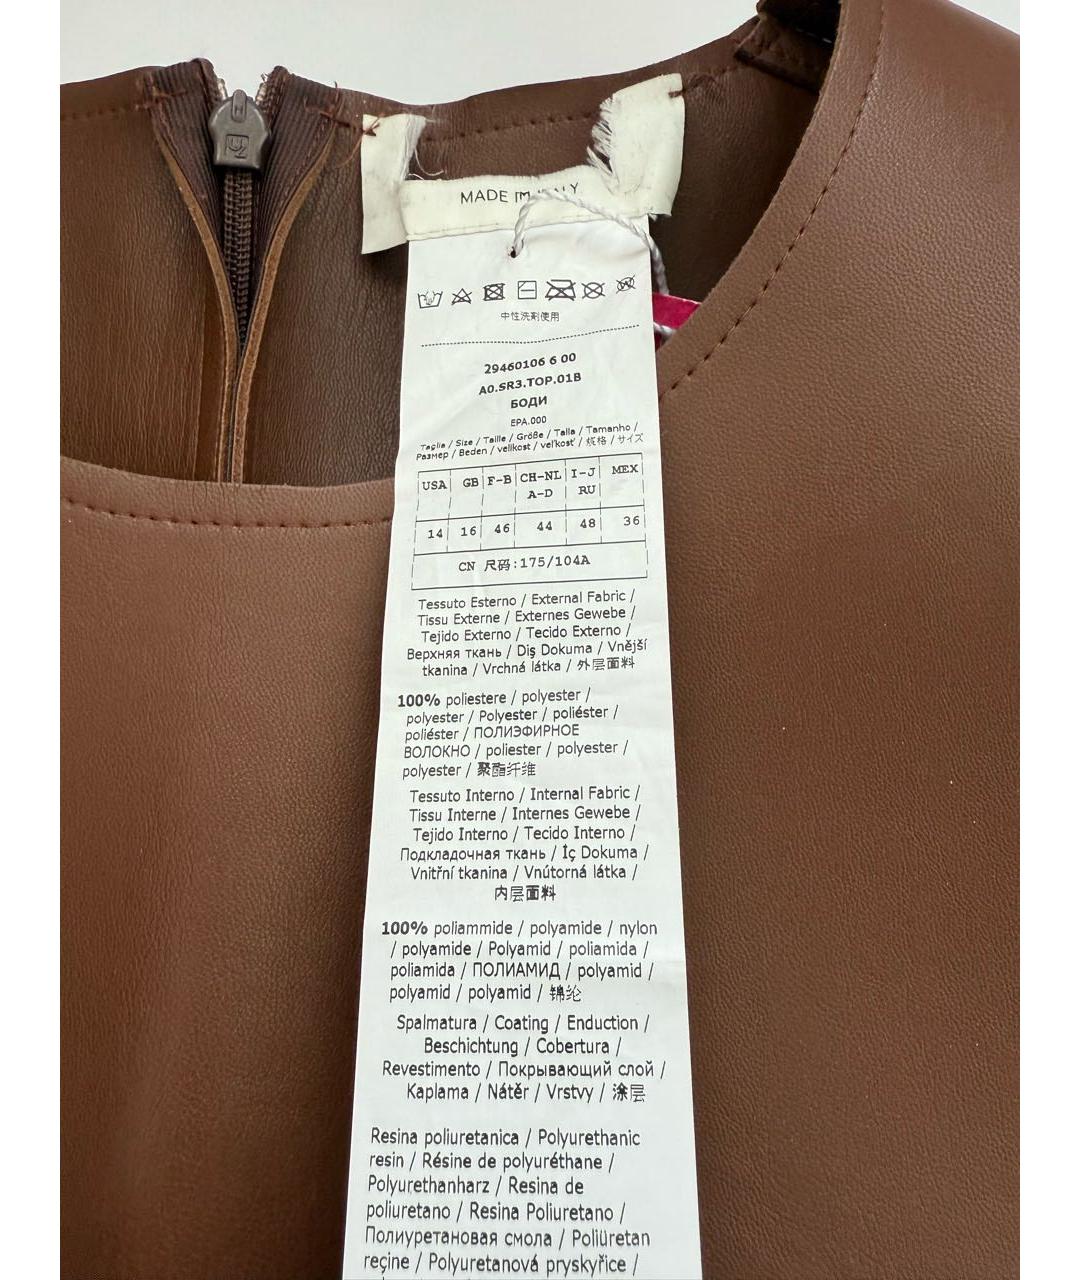 MADE IN ITALY
中性洗剤使用
29460106 6 00
A0.SR3.TOP.01B
БОДИ
EPA.000
Taglia / Size / Taille / Größe / Talla / Tamanho /
Размер / Beden / velikost / veľkosť / 规格 / サイズ
USA GB F-B CH-NL I-J MEX
A-D RU
14 16 46 44 48 36
CN 尺码:175/104A
Tessuto Esterno / External Fabric /
Tissu Externe / Externes Gewebe /
Tejido Externo / Tecido Externo /
Верхняя ткань / Diş Dokuma / Vnější
tkanina / Vrchná látka / 外层面料
100% poliestere / polyester /
polyester / Polyester / poliéster /
poliéster / ПОЛИЭФИРНОЕ
ВОЛОКНО / poliester / polyester /
polyester / 聚酯纤维
Tessuto Interno / Internal Fabric /
Tissu Interne / Internes Gewebe /
Tejido Interno / Tecido Interno /
Подкладочная ткань / İç Dokuma /
Vnitřní tkanina / Vnútorná látka /
内层面料
100% poliammide / polyamide / nylon
/ polyamide / Polyamid / poliamida /
poliamida / ПОЛИАМИД / polyamid /
polyamid / polyamid / 锦纶
Spalmatura / Coating / Enduction /
Beschichtung / Cobertura /
Revestimento / Покрывающий слой /
Kaplama / Nátěr / Vrstvy / 涂层
Resina poliuretanica / Polyurethanic
resin / Résine de polyuréthane /
Polyurethanharz / Resina de
poliuretano / Resina Poliuretano /
Полиуретановая смола / Poliüretan
reçine / Polyuretanová pryskyřice /